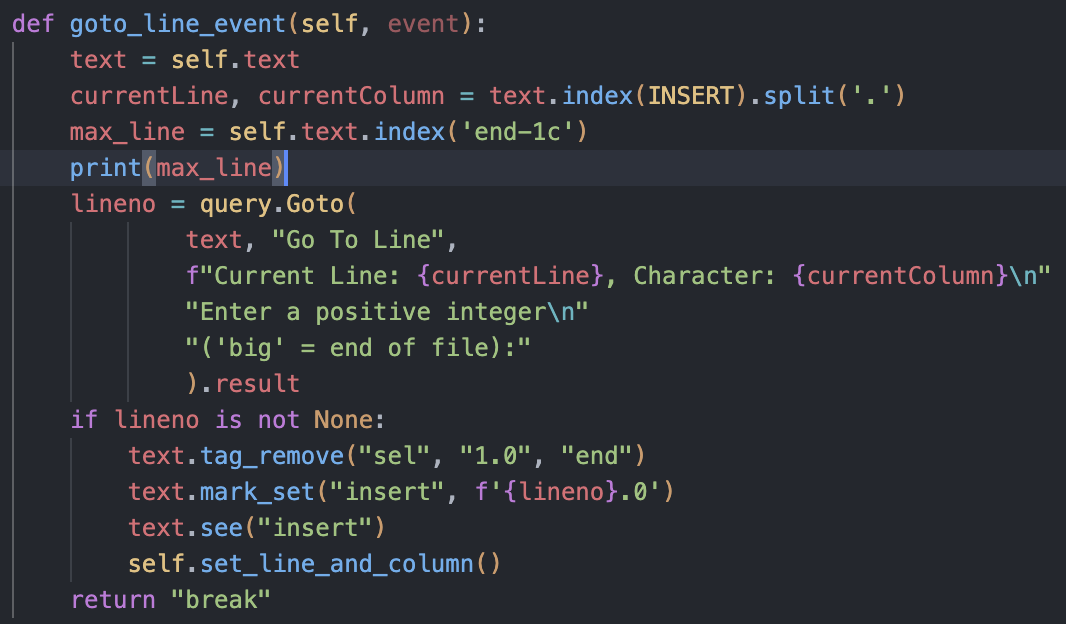 def goto_line_event(self, event):
    text = self.text
    currentLine, currentColumn = text.index(INSERT).split('.')
    max_line = self.text.index('end-1c')
    print(max_line)
    lineno = query.Goto(
            text, "Go To Line",
            f"Current Line: {currentLine}, Character: {currentColumn}\n"
            "Enter a positive integer\n"
            "('big' = end of file):"
            ).result
    if lineno is not None:
        text.tag_remove("sel", "1.0", "end")
        text.mark_set("insert", f'{lineno}.0')
        text.see("insert")
        self.set_line_and_column()
    return "break"